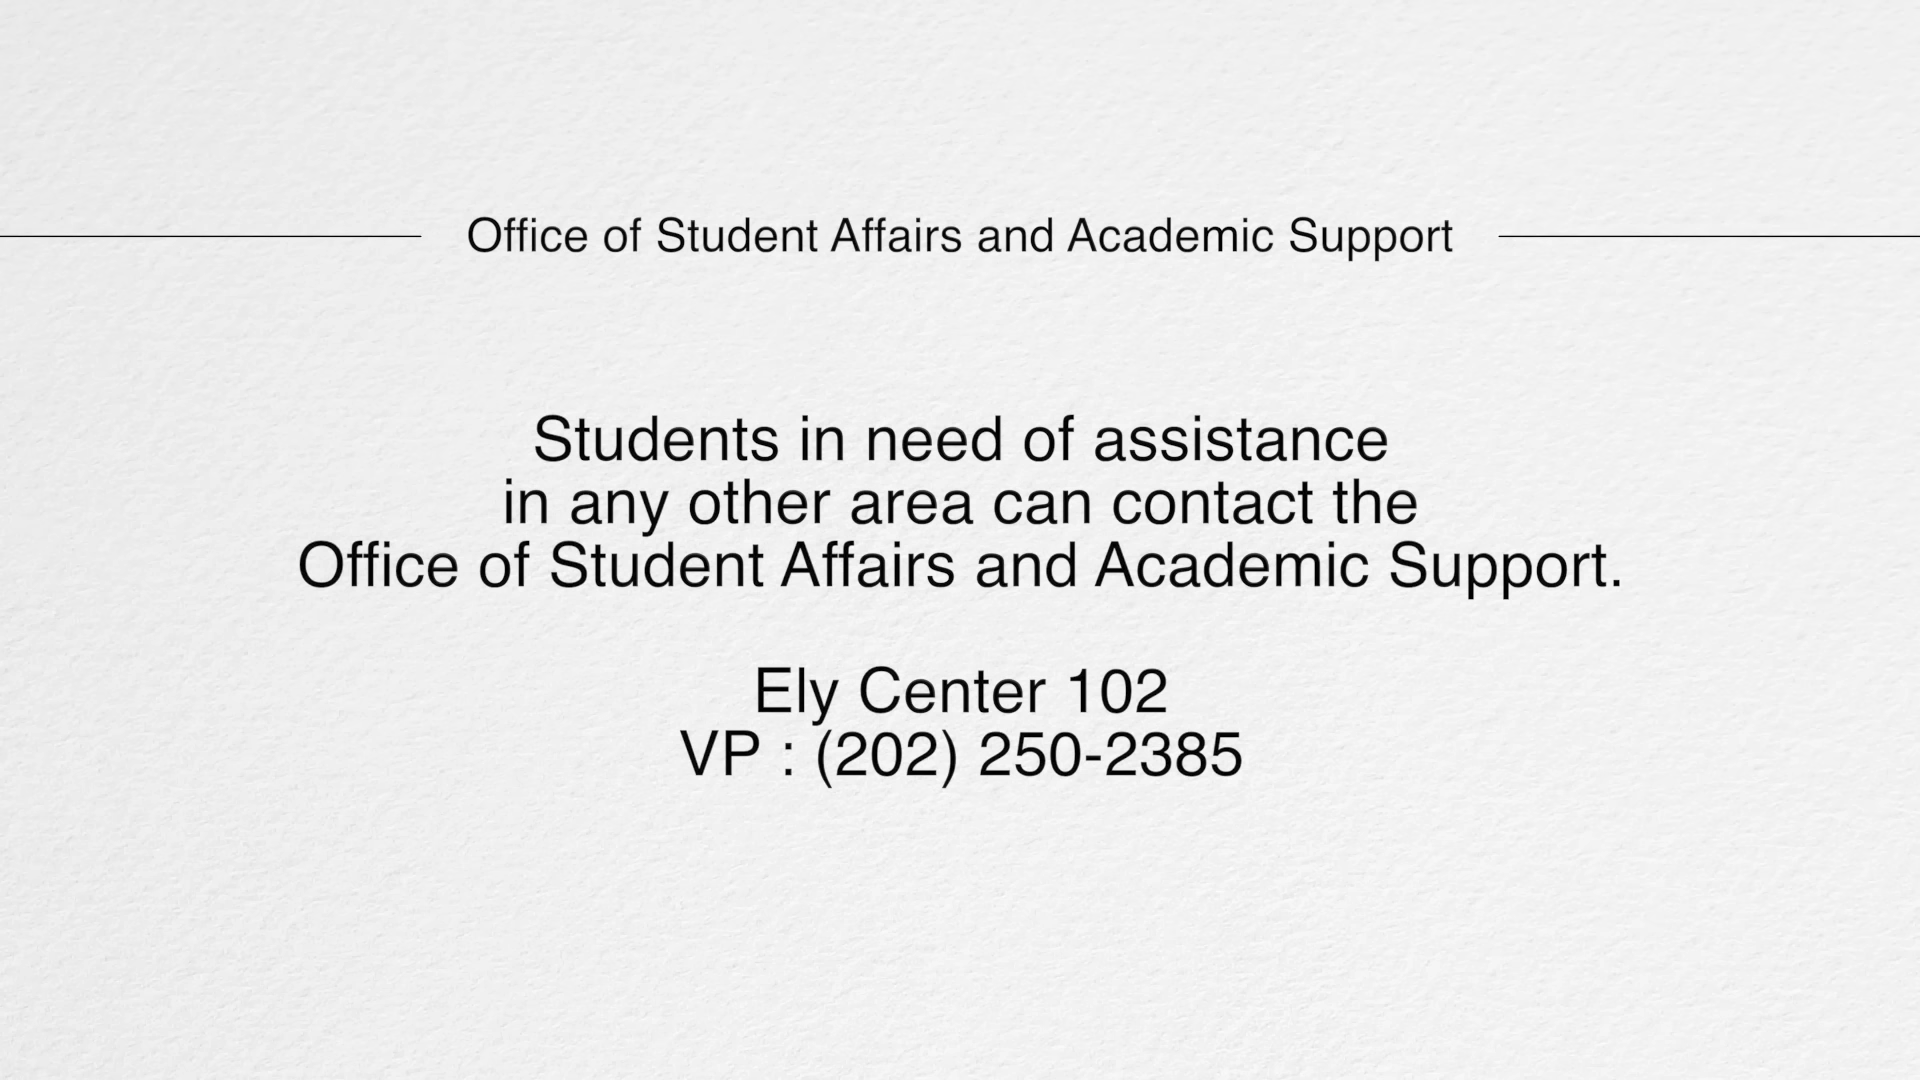 Office of Student Affairs and Academic Support
Students in need of assistance
in any other area can contact the
Office of Student Affairs and Academic Support.
Ely Center 102
VP : (202) 250-2385